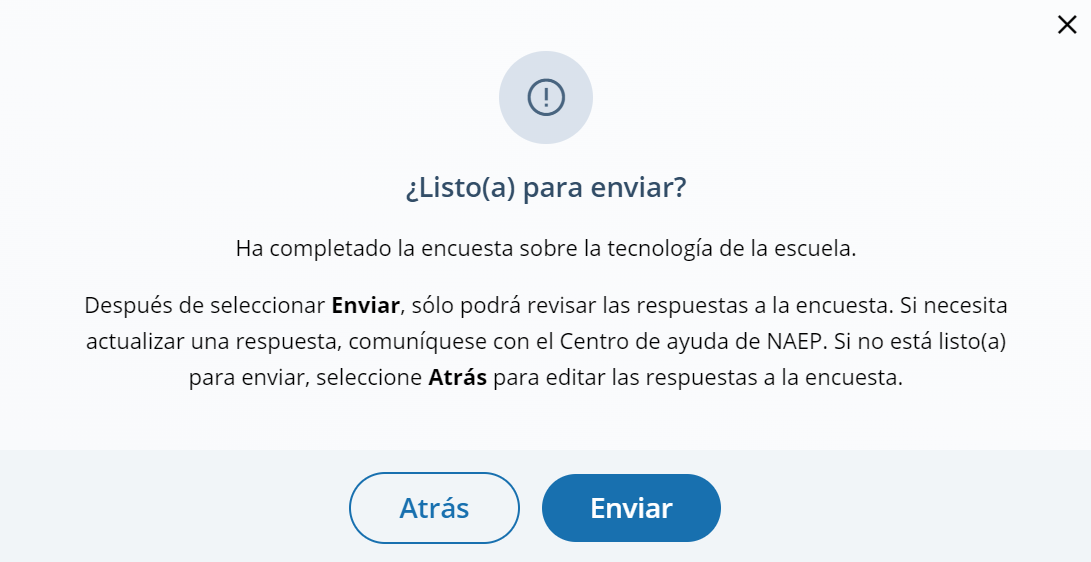 ¿Listo(a) para enviar?
Ha completado la encuesta sobre la tecnología de la escuela.
Después de seleccionar Enviar, sólo podrá revisar las respuestas a la encuesta. Si necesita
actualizar una respuesta, comuníquese con el Centro de ayuda de NAEP. Si no está listo(a)
para enviar, seleccione Atrás para editar las respuestas a la encuesta.
Atrás
Enviar